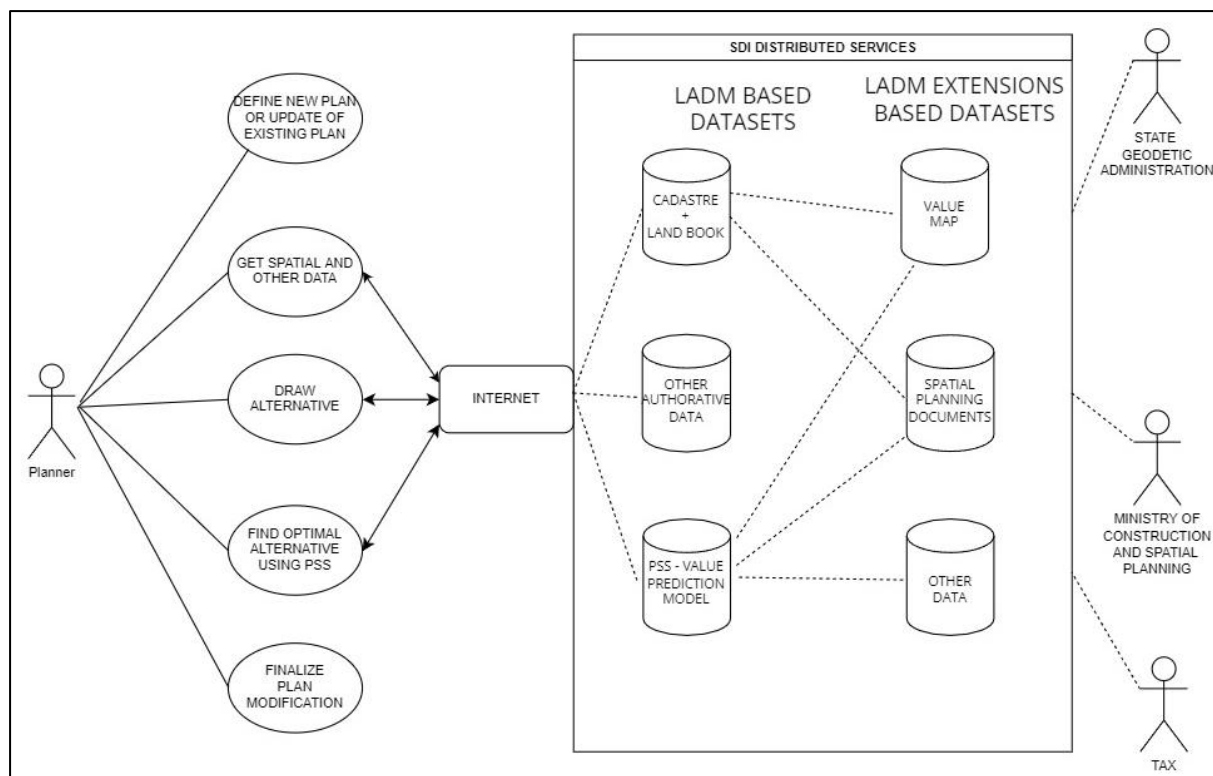 SDI DISTRIBUTED SERVICES
LADM BASED
DATASETS
LADM EXTENSIONS
BASED DATASETS
DEFINE NEW PLAN
OR UPDATE OF
EXISTING PLAN
GET SPATIAL AND
OTHER DATA
DRAW
ALTERNATIVE
FIND OPTIMAL
ALTERNATIVE
USING PSS
FINALIZE
PLAN
MODIFICATION
Planner
INTERNET
CADASTRE
+
LAND BOOK
OTHER
AUTHORATIVE
DATA
PSS - VALUE
PREDICTION
MODEL
VALUE
MAP
SPATIAL
PLANNING
DOCUMENTS
OTHER
DATA
STATE
GEODETIC
ADMINISTRATION
MINISTRY OF
CONSTRUCTION
AND SPATIAL
PLANNING
TAX